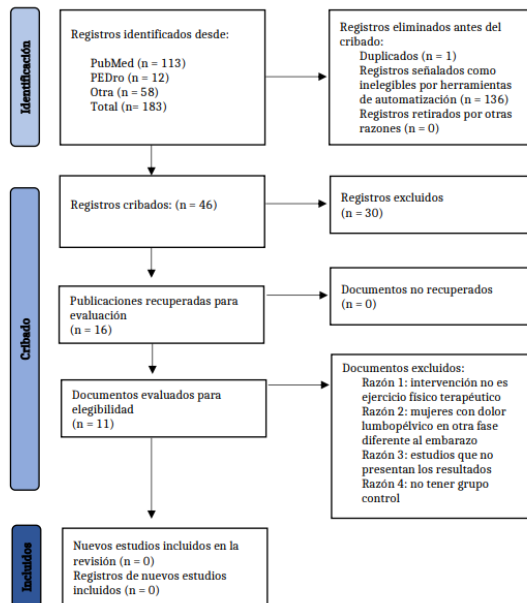 Identificación
Registros identificados desde:
PubMed (n = 113)
PEDro (n = 12)
Otra (n = 58)
Total (n= 183)
Registros eliminados antes del
cribado:
Duplicados (n = 1)
Registros señalados como
inelegibles por herramientas
de automatización (n = 136)
Registros retirados por otras
razones (n = 0)
Cribado
Registros cribados: (n = 46)
Registros excluidos
(n = 30)
Publicaciones recuperadas para
evaluación
(n = 16)
Documentos no recuperados
(n = 0)
Documentos evaluados para
elegibilidad
(n = 11)
Documentos excluidos:
Razón 1: intervención no es
ejercicio físico terapéutico
Razón 2: mujeres con dolor
lumbopélvico en otra fase
diferente al embarazo
Razón 3: estudios que no
presentan los resultados
Razón 4: no tener grupo
control
Incluidos
Nuevos estudios incluidos en la
revisión (n = 0)
Registros de nuevos estudios
incluidos (n = 0)